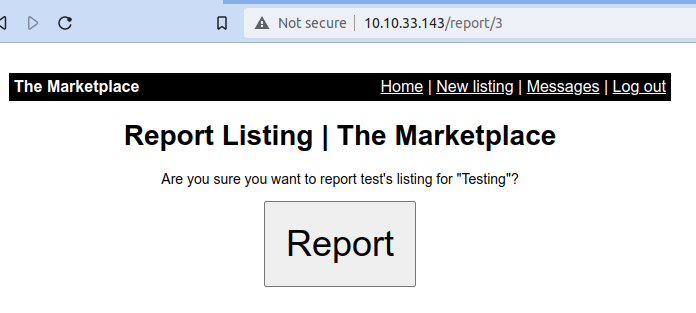 Not secure | 10.10.33.143/report/3
The Marketplace Home | New listing | Messages | Log out
Report Listing | The Marketplace
Are you sure you want to report test's listing for "Testing"?
Report